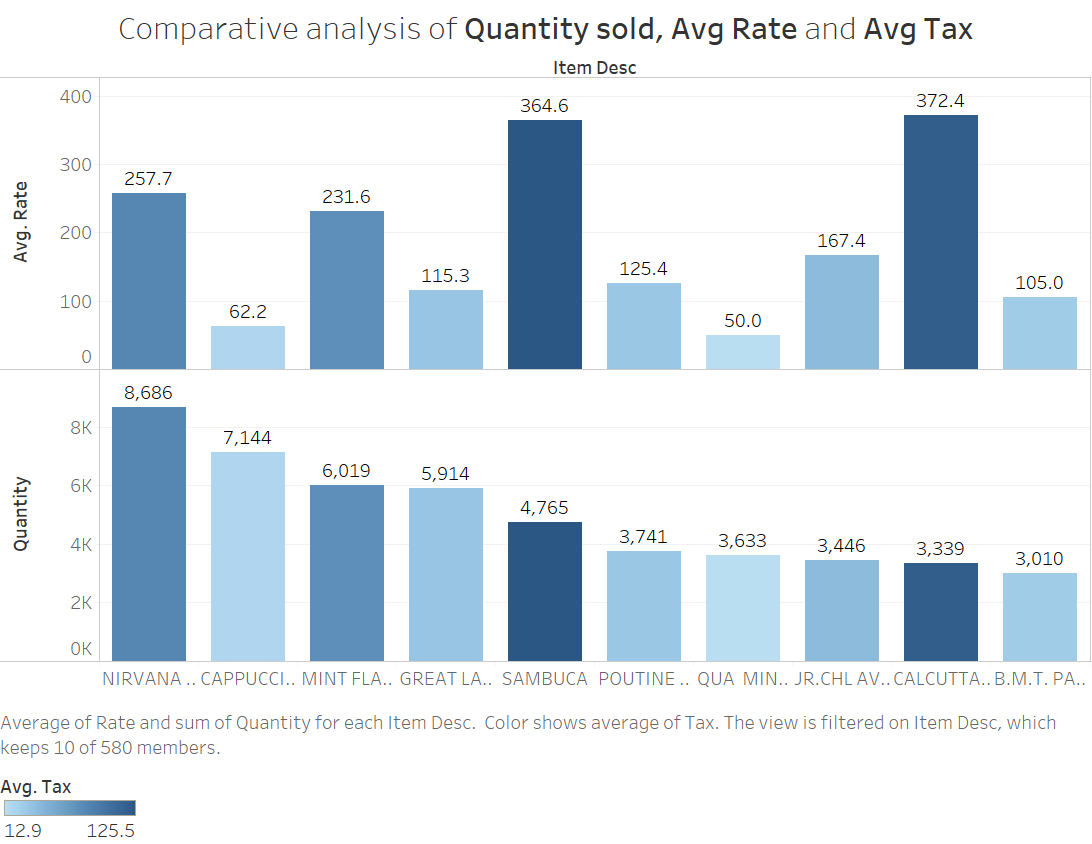 Comparative analysis of Quantity sold, Avg Rate and Avg Tax
Item Desc
Avg. Rate
400
300
200
100
0
257.7
62.2
231.6
115.3
364.6
125.4
50.0
167.4
372.4
105.0
Quantity
8K
6K
4K
2K
0K
8,686
7,144
6,019
5,914
4,765
3,741
3,633
3,446
3,339
3,010
NIRVANA .. CAPPUCCI.. MINT FLA.. GREAT LA.. SAMBUCA POUTINE .. QUA MIN.. JR.CHL AV.. CALCUTTA.. B.M.T. PA..
Average of Rate and sum of Quantity for each Item Desc. Color shows average of Tax. The view is filtered on Item Desc, which
keeps 10 of 580 members.
Avg. Tax
12.9 125.5